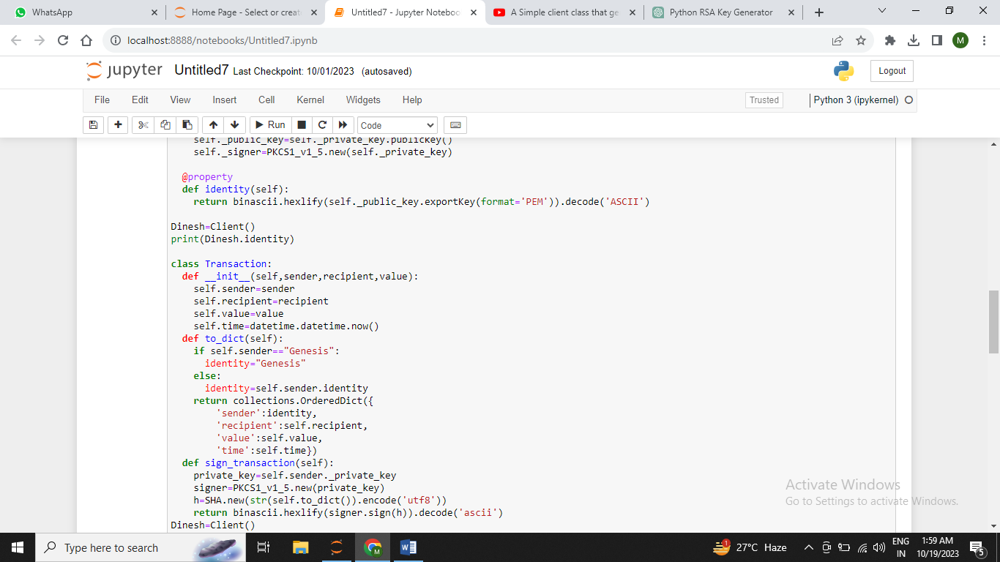 WhatsApp
Home Page - Select or creat
Untitled7 - Jupyter Noteboo
A Simple client class that ge
Python RSA Key Generator
localhost:8888/notebooks/Untitled7.ipynb
M
jupyter Untitled7 Last Checkpoint: 10/01/2023 (autosaved)
Logout
File Edit View Insert Cell Kernel Widgets Help
Trusted
Python 3 (ipykernel)
Run
Code
self._public_key=self._private_key.publickey()
self._signer=PKCS1_v1_5.new(self._private_key)
@property
def identity(self):
return binascii.hexlify(self._public_key.exportKey(format='PEM')).decode('ASCII')
Dinesh=Client()
print(Dinesh.identity)
class Transaction:
def __init__(self,sender,recipient,value):
self.sender=sender
self.recipient=recipient
self.value=value
self.time=datetime.datetime.now()
def to_dict(self):
if self.sender=="Genesis":
identity="Genesis"
else:
identity=self.sender.identity
return collections.OrderedDict({
'sender':identity,
'recipient':self.recipient,
'value':self.value,
'time':self.time})
def sign_transaction(self):
private_key=self.sender._private_key
signer=PKCS1_v1_5.new(private_key)
h=SHA.new(str(self.to_dict()).encode('utf8'))
return binascii.hexlify(signer.sign(h)).decode('ascii')
Dinesh=Client()
Activate Windows
Go to Settings to activate Windows.
Type here to search
M
W
1
27°C Haze
ENG
IN
1:59 AM
10/19/2023
5